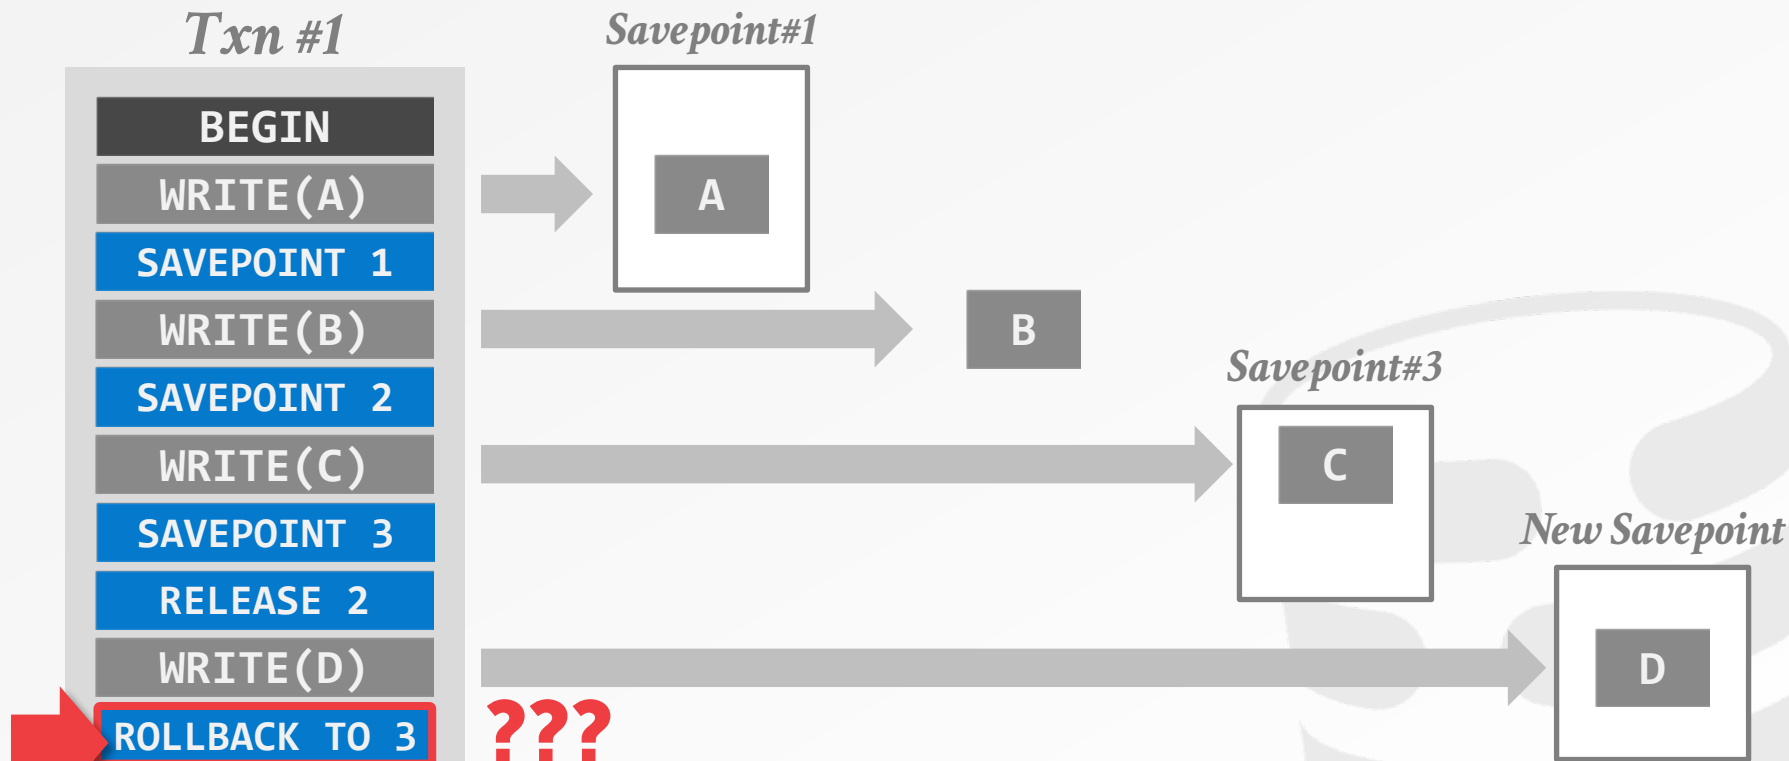 Txn #1
BEGIN
WRITE(A)
SAVEPOINT 1
WRITE(B)
SAVEPOINT 2
WRITE(C)
SAVEPOINT 3
RELEASE 2
WRITE(D)
ROLLBACK TO 3
???
Savepoint#1
A
B
Savepoint#3
C
New Savepoint
D